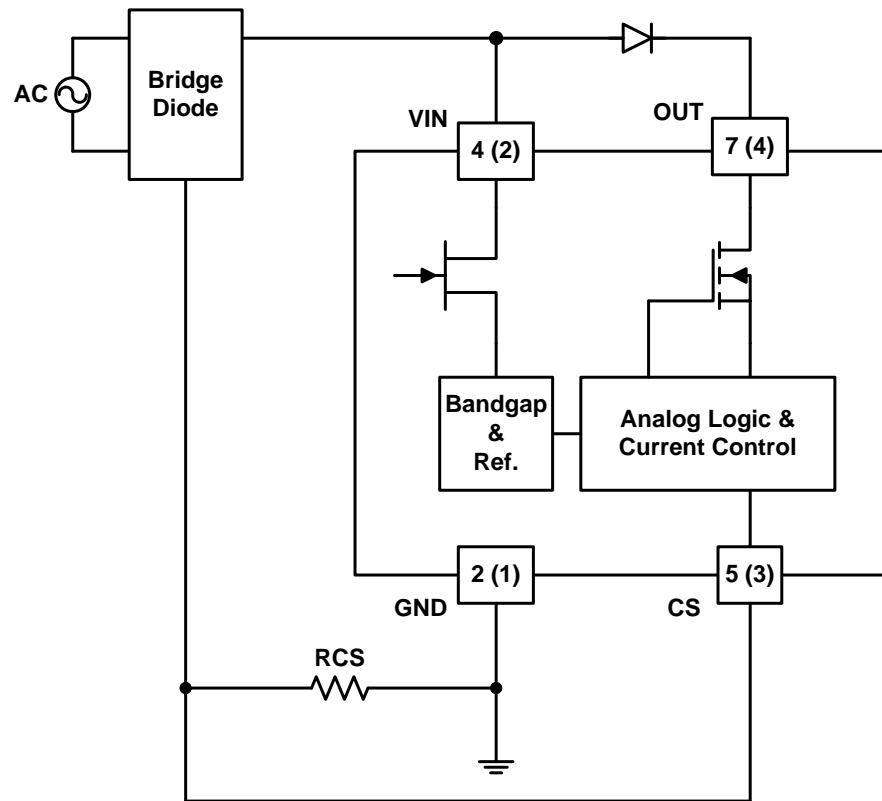 Bridge
Diode
AC
VIN
OUT
4 (2)
7 (4)
Bandgap
&
Ref.
Analog Logic &
Current Control
2 (1)
5 (3)
GND
CS
RCS